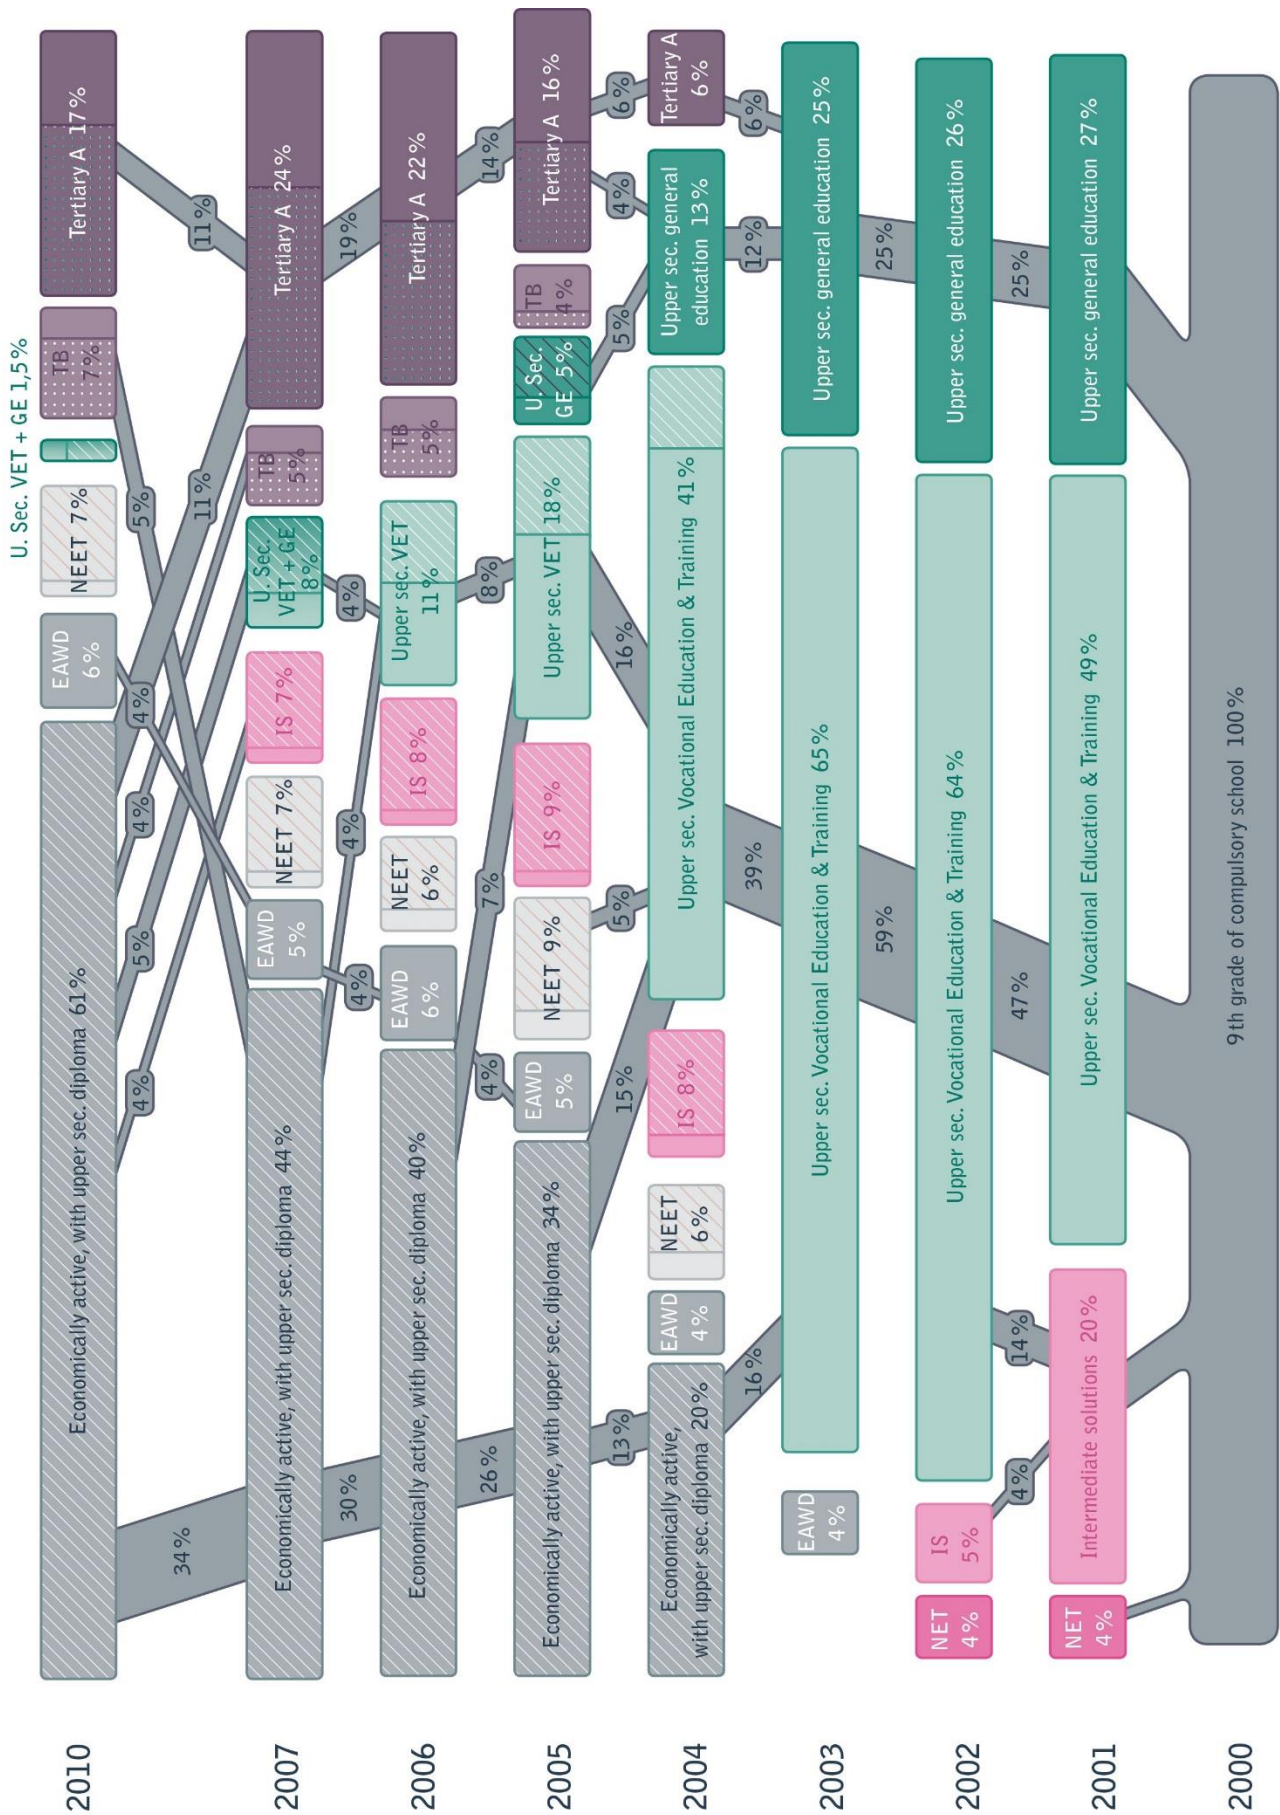 2010
Economically active, with upper sec. diploma 61%
EAWD
6%
NEET 7%
U. Sec. VET + GE 1,5%
TB
7%
Tertiary A 17%
34%
4%
5%
4%
4%
5%
11%
11%
2007
Economically active, with upper sec. diploma 44%
EAWD
5%
NEET 7%
IS 7%
U. Sec.
VET + GE
8%
TB
5%
Tertiary A 24%
30%
4%
4%
4%
19%
2006
Economically active, with upper sec. diploma 40%
EAWD
6%
NEET
6%
IS 8%
Upper sec. VET
11%
TB
5%
Tertiary A 22%
26%
4%
7%
8%
14%
2005
Economically active, with upper sec. diploma 34%
EAWD
5%
NEET 9%
IS 9%
Upper sec. VET 18%
U. Sec.
GE 5%
TB
4%
Tertiary A 16%
13%
15%
5%
16%
5%
4%
6%
2004
Economically active,
with upper sec. diploma 20%
EAWD
4%
NEET
6%
IS 8%
Upper sec. Vocational Education & Training 41%
Upper sec. general
education 13%
Tertiary A
6%
16%
39%
12%
6%
2003
EAWD
4%
Upper sec. Vocational Education & Training 65%
Upper sec. general education 25%
59%
25%
2002
NET
4%
IS
5%
Upper sec. Vocational Education & Training 64%
Upper sec. general education 26%
4%
14%
47%
25%
2001
NET
4%
Intermediate solutions 20%
Upper sec. Vocational Education & Training 49%
Upper sec. general education 27%
2000
9th grade of compulsory school 100%